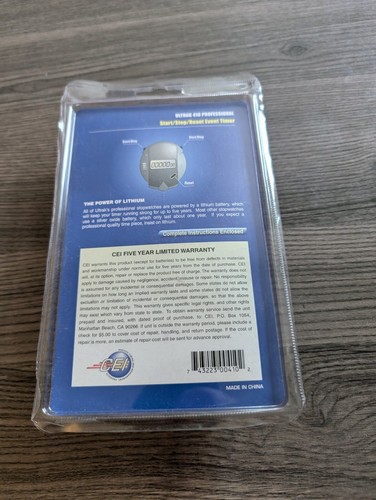 ULTRAK 410 PROFESSIONAL
Start/Stop/Reset Event Timer
Start/Stop
Start/Stop
Reset
THE POWER OF LITHIUM
All of Ultrak's professional stopwatches are powered by a lithium battery, which
will keep your timer running strong for up to five years. Most other stopwatches
use a silver oxide battery, which only last about one year. If you expect a
professional quality time piece, insist on lithium.
Complete Instructions Enclosed
CEI FIVE YEAR LIMITED WARRANTY
CEI warrants this product (except for batteries) to be free from defects in materials
and workmanship under normal use for five years from the date of purchase. CEI
will, at its option, repair or replace the product free of charge. The warranty does not
apply to damage caused by negligence, accident, misuse or repair. No responsibility
is assumed for any incidental or consequential damages. Some states do not allow
limitations on how long an implied warranty lasts and some states do not allow the
exclusion or limitation of incidental or consequential damages, so that the above
limitations may not apply. This warranty gives specific legal rights, and other rights
may exist which vary from state to state. To obtain warranty service send the unit
prepaid and insured, with dated proof of purchase, to: CEI, P.O. Box 1054,
Manhattan Beach, CA 90266. If unit is outside the warranty period, please include a
check for $5.00 to cover cost of repair, handling, and return postage. If the cost of
repair is more, an estimate of repair cost will be sent for advance approval.
CEI
7 43223 00410
MADE IN CHINA